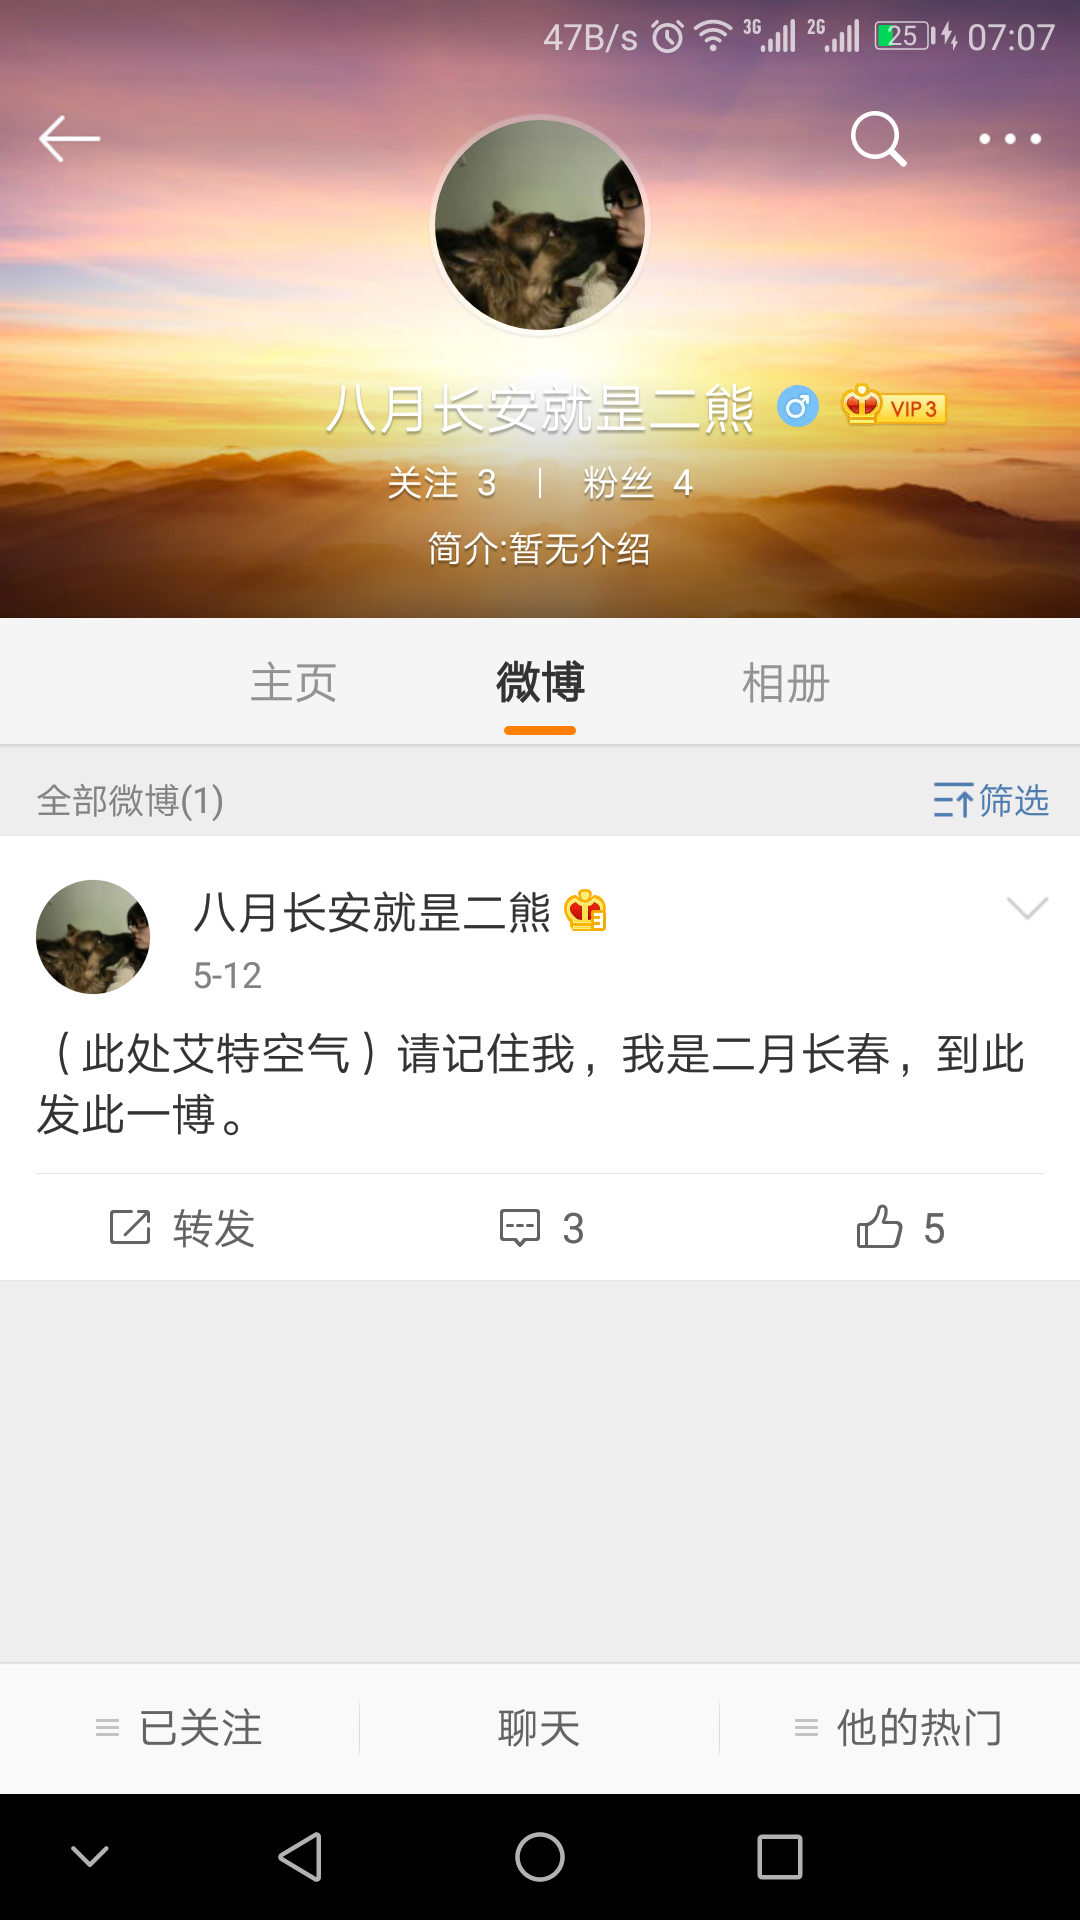 47B/s 3G 2G 25 07:07
八月长安就昰二熊 VIP 3
关注 3 粉丝 4
简介:暂无介绍
主页 微博 相册
全部微博(1) 筛选
八月长安就昰二熊 3
5-12
（此处艾特空气）请记住我，我是二月长春，到此
发此一博。
转发 3 5
已关注 聊天 他的热门